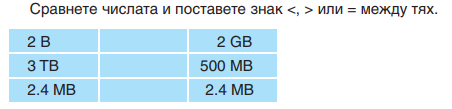 Сравнете числата и поставете знак <, > или = между тях.
2 B 2 GB
3 TB 500 MB
2.4 MB 2.4 MB